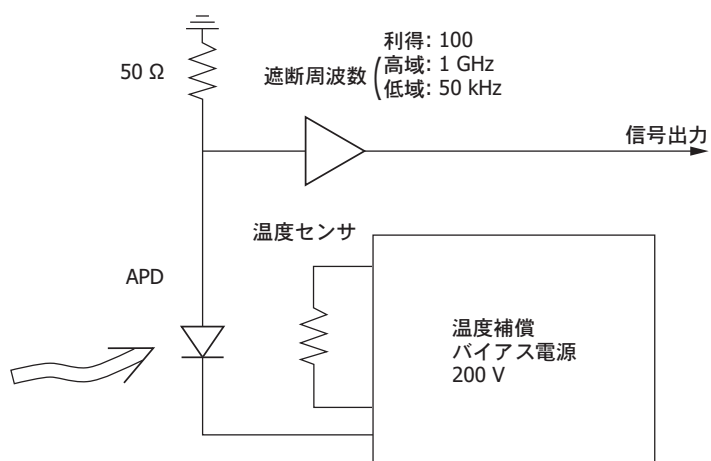 50 Ω
遮断周波数
利得: 100
高域: 1 GHz
低域: 50 kHz
信号出力
温度センサ
APD
温度補償
バイアス電源
200 V